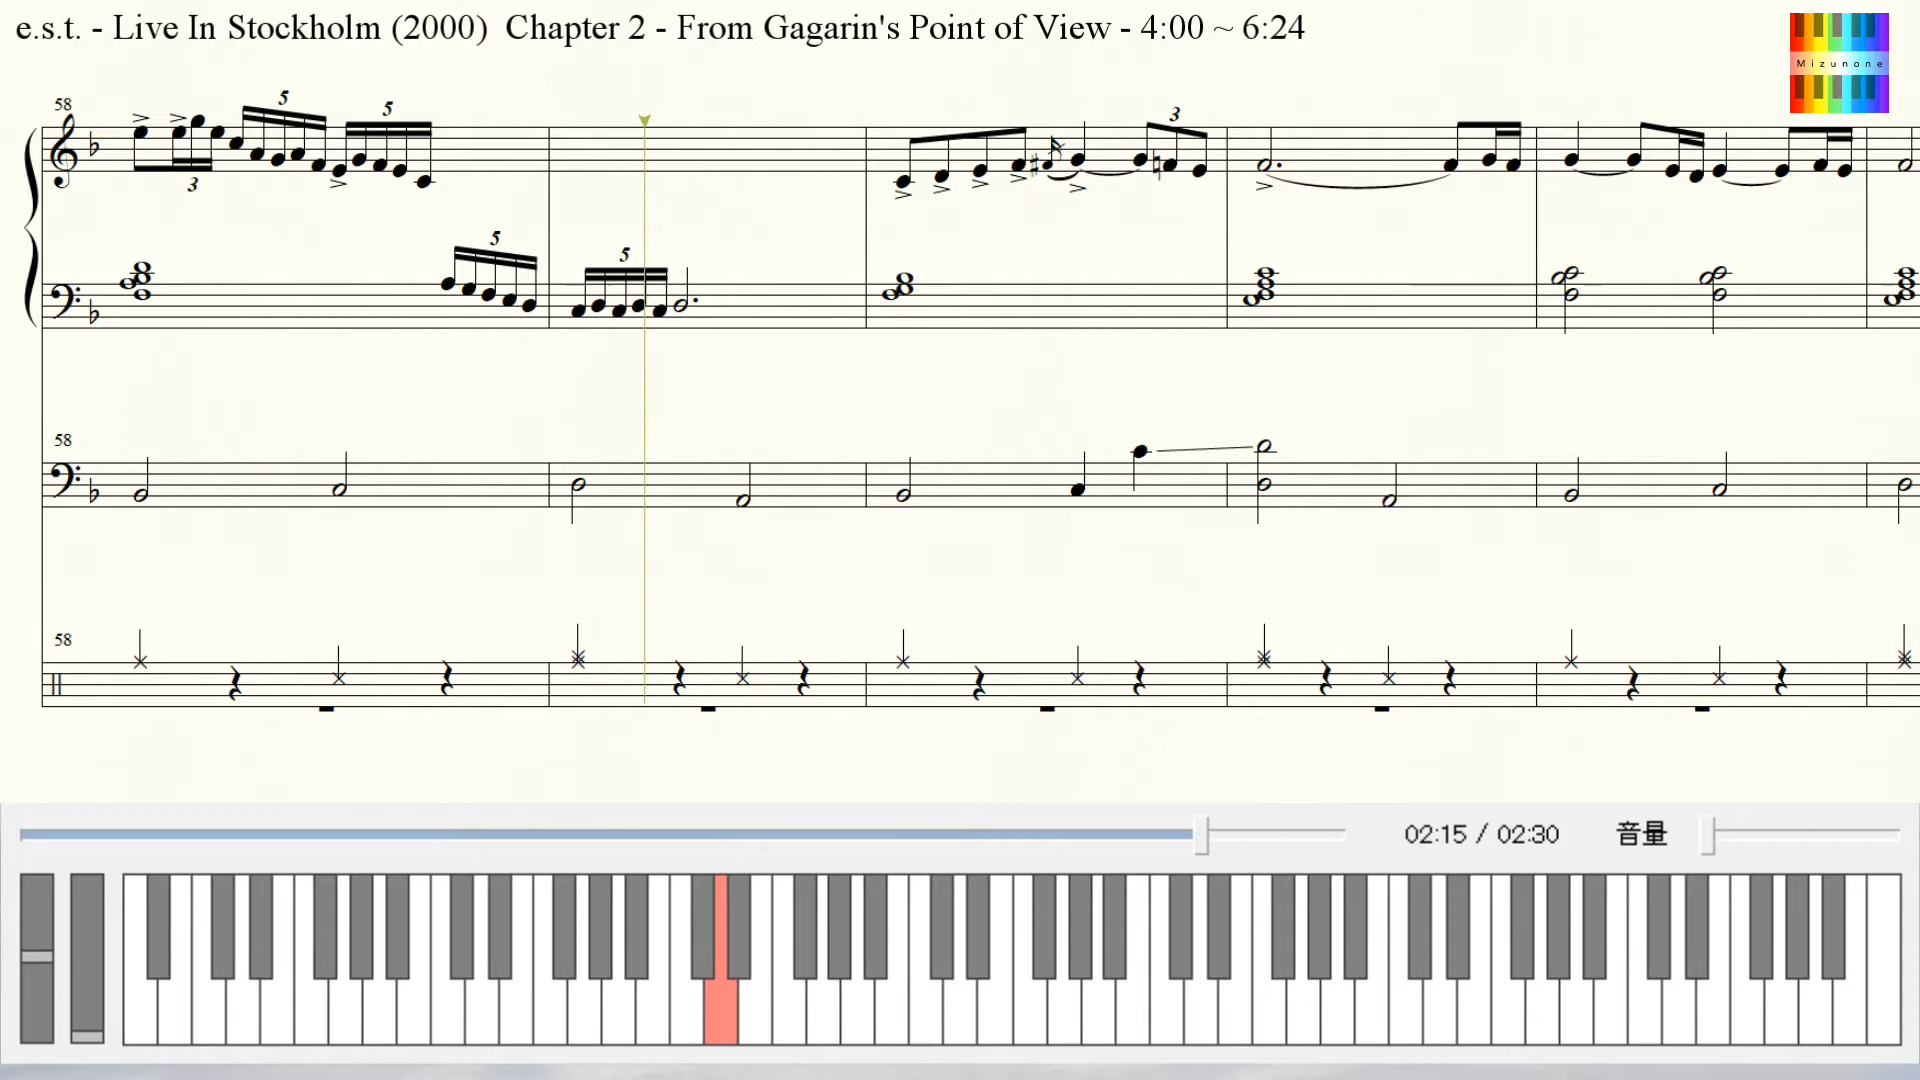 e.s.t. - Live In Stockholm (2000)  Chapter 2 - From Gagarin's Point of View - 4:00 ~ 6:24
Mizunone
58
5
5
3
3
5
5
58
58
02:15 / 02:30
音量